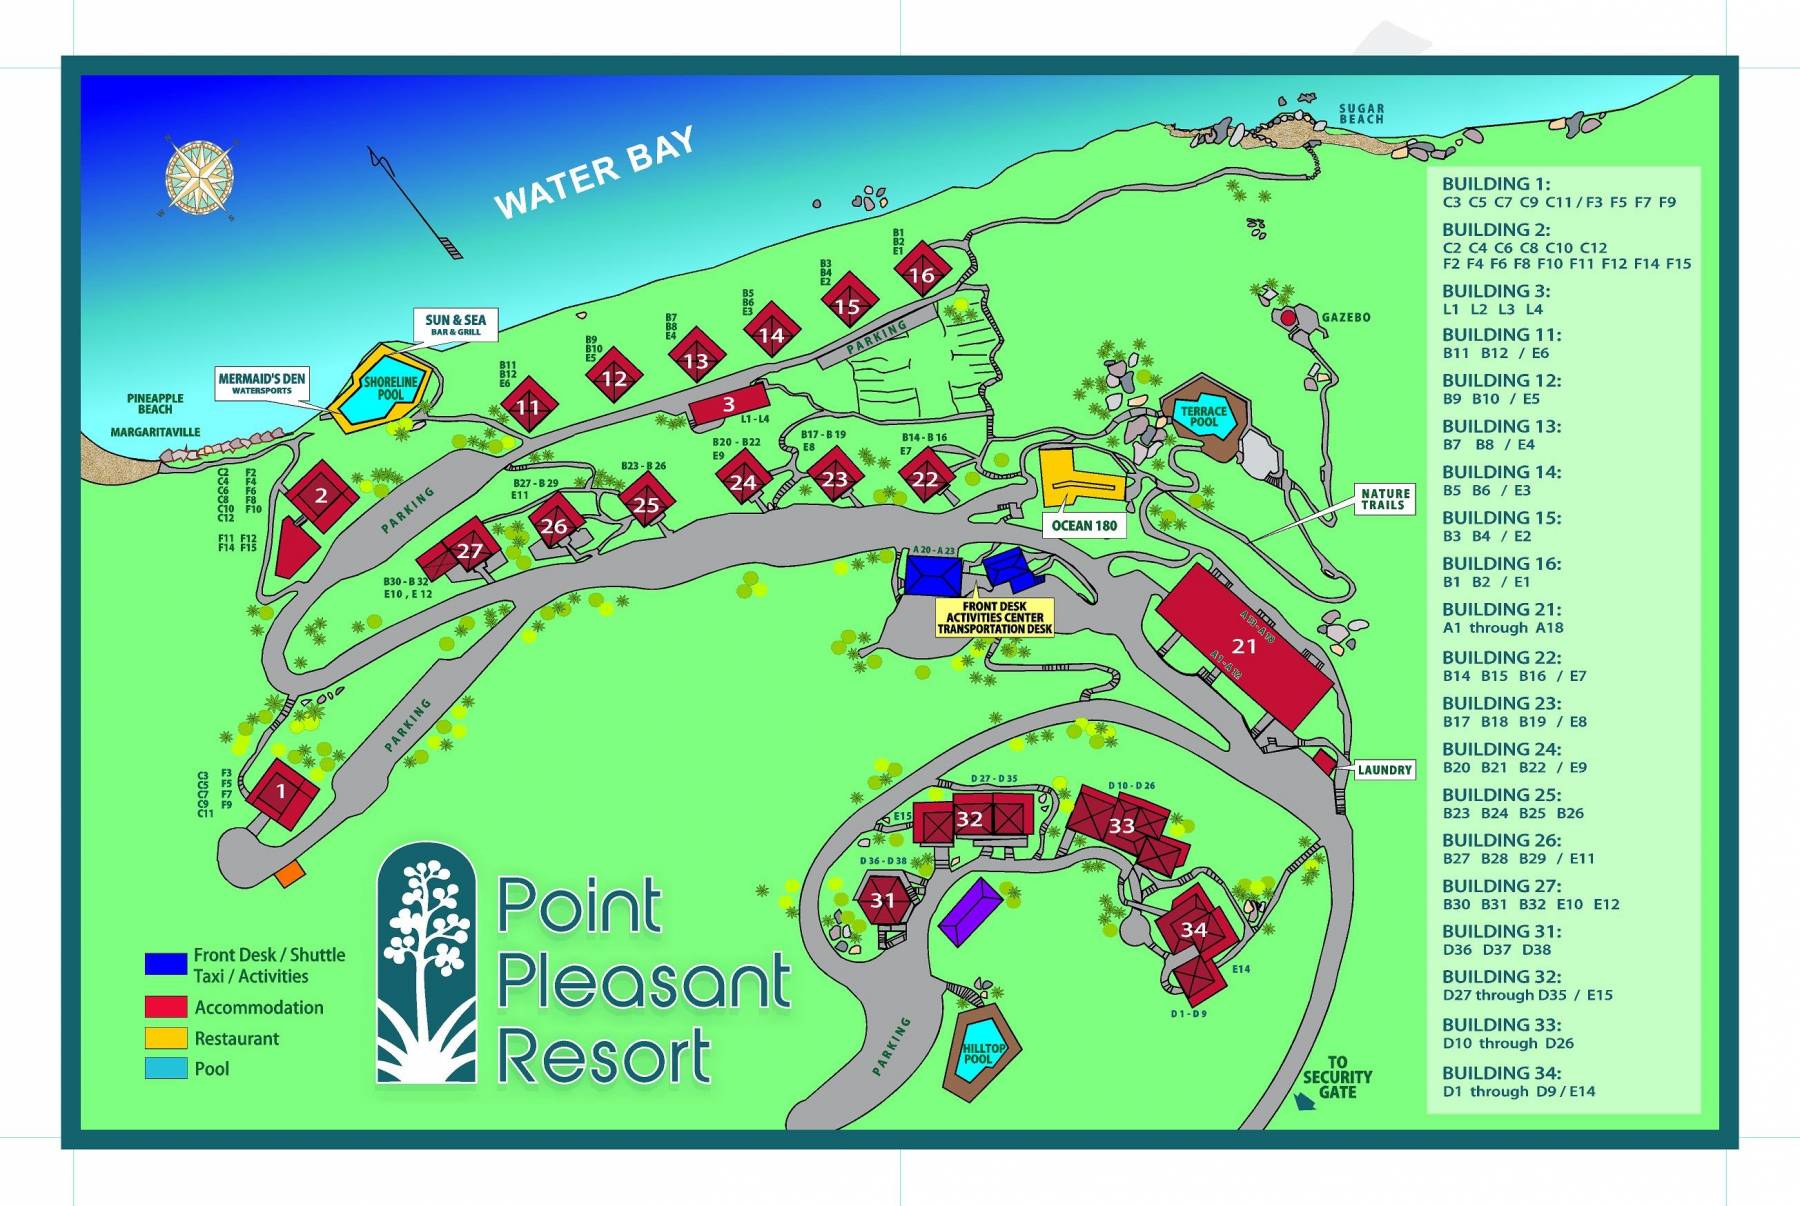 SUGAR
BEACH
WATER BAY
B1
B2
E1
16
B3
B4
E2
15
B5
B6
E3
14
B7
B8
E4
13
B9
B10
E5
12
B11
B12
E6
11
PARKING
GAZEBO
SUN & SEA
BAR & GRILL
MERMAID'S DEN
WATERSPORTS
SHORELINE
POOL
PINEAPPLE
BEACH
MARGARITAVILLE
3
L1 - L4
TERRACE
POOL
C2 F2
C4 F4
C6 F6
C8 F8
C10 F10
C12
F11 F12
F14 F15
2
PARKING
B30 - B 32
E10 , E 12
27
B27 - B 29
E11
26
B23 - B 26
25
B20 - B22
E9
24
B17 - B 19
E8
23
B14 - B 16
E7
22
OCEAN 180
NATURE
TRAILS
A 20 - A 23
FRONT DESK
ACTIVITIES CENTER
TRANSPORTATION DESK
21
A1 - A12
PARKING
C3 F3
C5 F5
C7 F7
C9 F9
C11
1
LAUNDRY
D 27 - D 35
E15
32
D 10 - D 26
33
D 36 - D 38
31
34
E14
D 1 - D 9
PARKING
HILLTOP
POOL
TO
SECURITY
GATE
Front Desk / Shuttle
Taxi / Activities
Accommodation
Restaurant
Pool
Point
Pleasant
Resort
BUILDING 1:
C3 C5 C7 C9 C11 / F3 F5 F7 F9
BUILDING 2:
C2 C4 C6 C8 C10 C12
F2 F4 F6 F8 F10 F11 F12 F14 F15
BUILDING 3:
L1 L2 L3 L4
BUILDING 11:
B11 B12 / E6
BUILDING 12:
B9 B10 / E5
BUILDING 13:
B7 B8 / E4
BUILDING 14:
B5 B6 / E3
BUILDING 15:
B3 B4 / E2
BUILDING 16:
B1 B2 / E1
BUILDING 21:
A1 through A18
BUILDING 22:
B14 B15 B16 / E7
BUILDING 23:
B17 B18 B19 / E8
BUILDING 24:
B20 B21 B22 / E9
BUILDING 25:
B23 B24 B25 B26
BUILDING 26:
B27 B28 B29 / E11
BUILDING 27:
B30 B31 B32 E10 E12
BUILDING 31:
D36 D37 D38
BUILDING 32:
D27 through D35 / E15
BUILDING 33:
D10 through D26
BUILDING 34:
D1 through D9 / E14